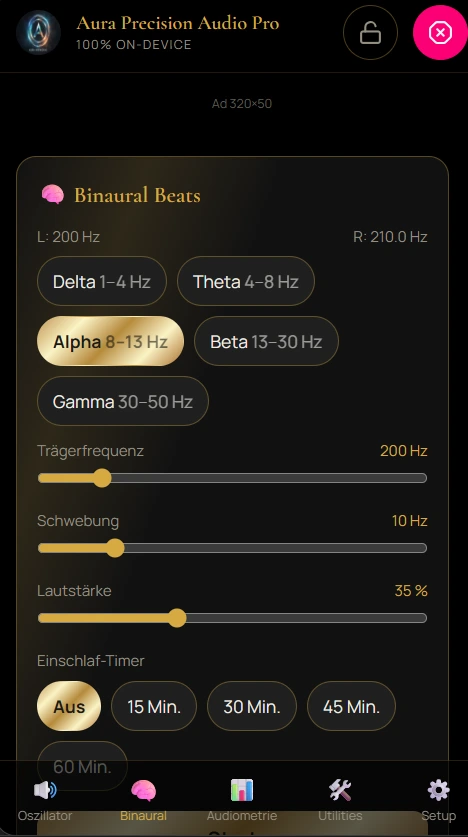 Aura Precision Audio Pro
100% ON-DEVICE
Ad 320×50
Binaural Beats
L: 200 Hz R: 210.0 Hz
Delta 1–4 Hz Theta 4–8 Hz
Alpha 8–13 Hz Beta 13–30 Hz
Gamma 30–50 Hz
Trägerfrequenz 200 Hz
Schwebung 10 Hz
Lautstärke 35 %
Einschlaf-Timer
Aus 15 Min. 30 Min. 45 Min.
60 Min.
Oszillator Binaural Audiometrie Utilities Setup